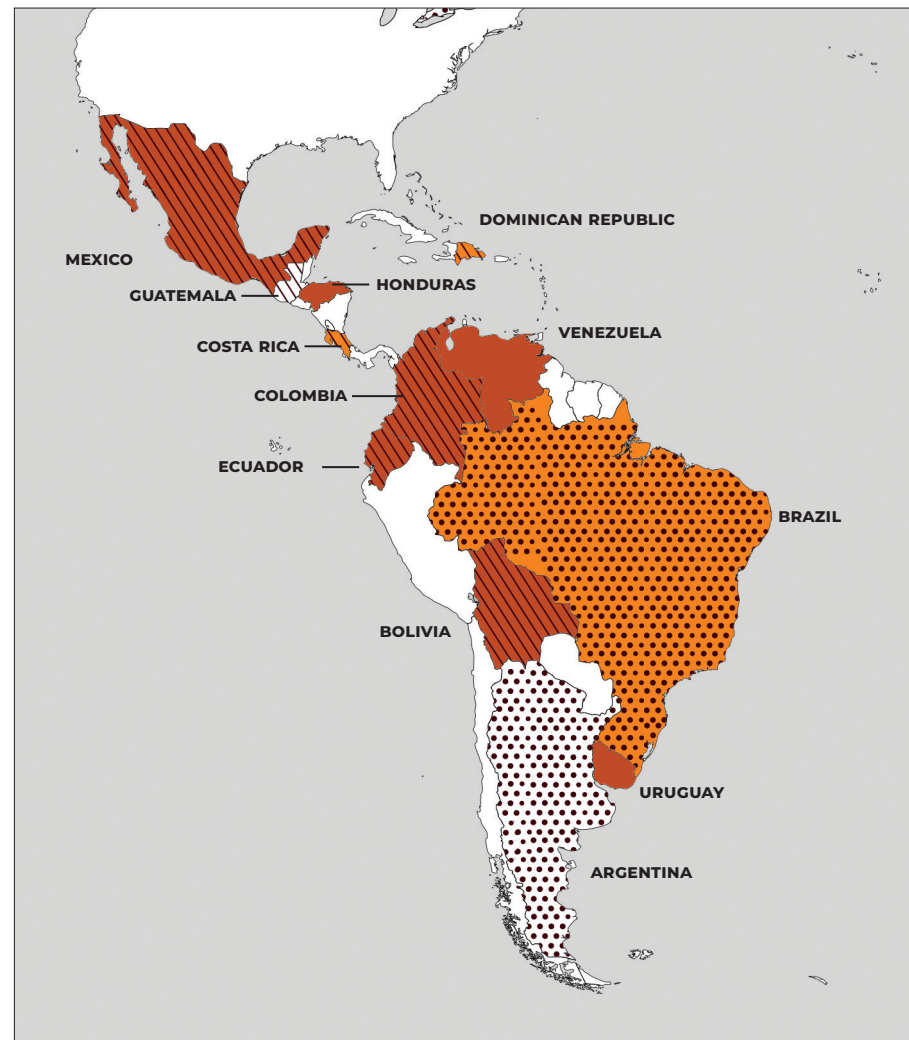 DOMINICAN REPUBLIC
MEXICO
HONDURAS
GUATEMALA
VENEZUELA
COSTA RICA
COLOMBIA
ECUADOR
BRAZIL
BOLIVIA
URUGUAY
ARGENTINA